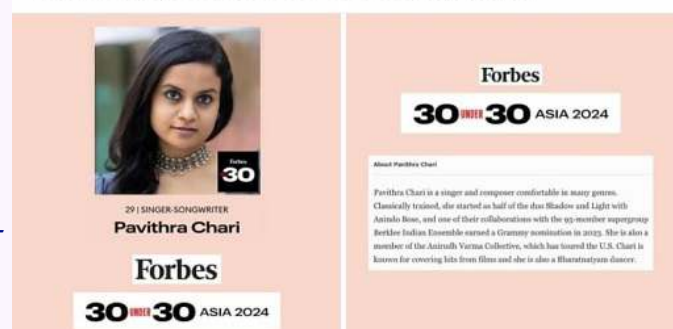 Forbes
30
29 | SINGER-SONGWRITER
Pavithra Chari
Forbes
30 UNDER 30 ASIA 2024
Forbes
30 UNDER 30 ASIA 2024
About Pavithra Chari
Pavithra Chari is a singer and composer comfortable in many genres.
Classically trained, she started as half of the duo Shadow and Light with
Anindo Bose, and one of their collaborations with the 95-member supergroup
Berklee Indian Ensemble earned a Grammy nomination in 2023. She is also a
member of the Anirudh Varma Collective, which has toured the U.S. Chari is
known for covering hits from films and she is also a Bharatnatyam dancer.